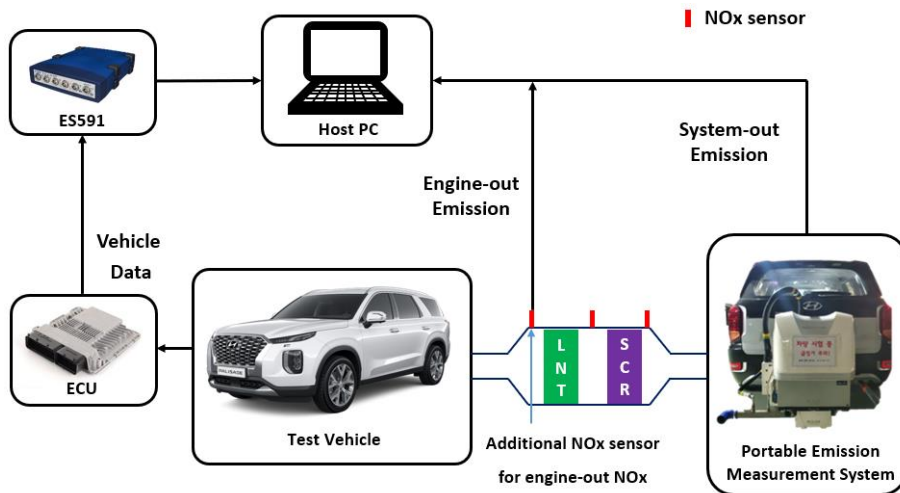 NOx sensor
ES591
Host PC
System-out
Emission
Engine-out
Emission
Vehicle
Data
ECU
PALISADE
Test Vehicle
L
N
T
S
C
R
Additional NOx sensor
for engine-out NOx
Portable Emission
Measurement System